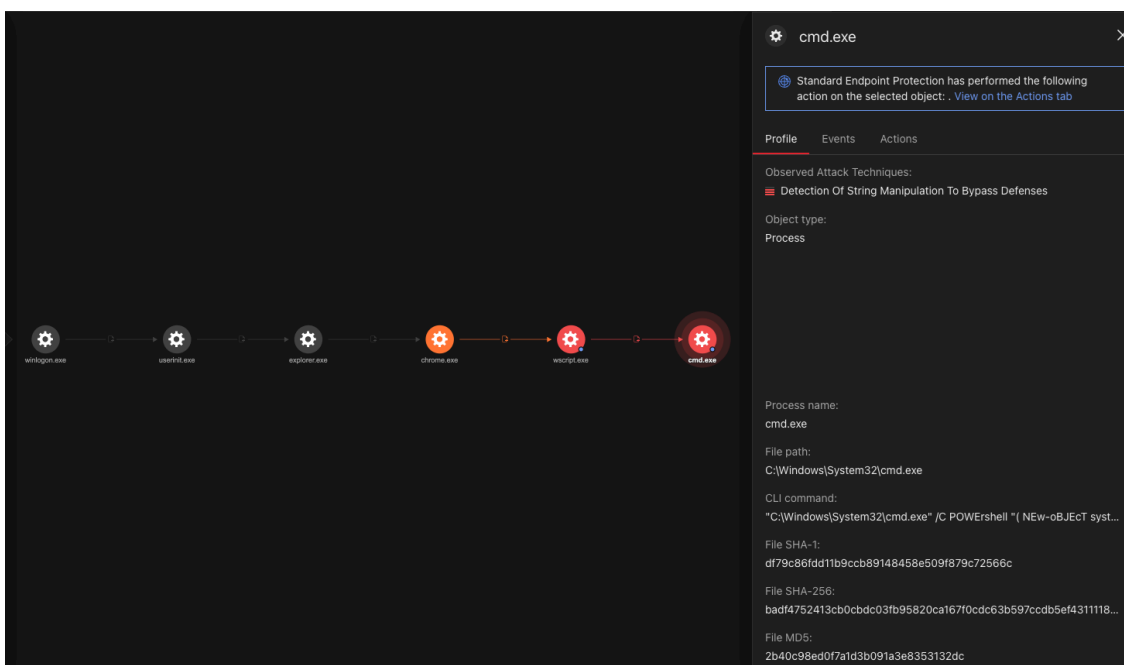 cmd.exe
Standard Endpoint Protection has performed the following
action on the selected object: . View on the Actions tab
Profile Events Actions
Observed Attack Techniques:
Detection Of String Manipulation To Bypass Defenses
Object type:
Process
winlogon.exe userinit.exe explorer.exe chrome.exe wscript.exe cmd.exe
Process name:
cmd.exe
File path:
C:\Windows\System32\cmd.exe
CLI command:
"C:\Windows\System32\cmd.exe" /C POWErshell "( NEw-oBJEcT syst...
File SHA-1:
df79c86fdd11b9ccb89148458e509f879c72566c
File SHA-256:
badf4752413cb0cbdc03fb95820ca167f0cdc63b597ccdb5ef4311118...
File MD5:
2b40c98ed0f7a1d3b091a3e8353132dc